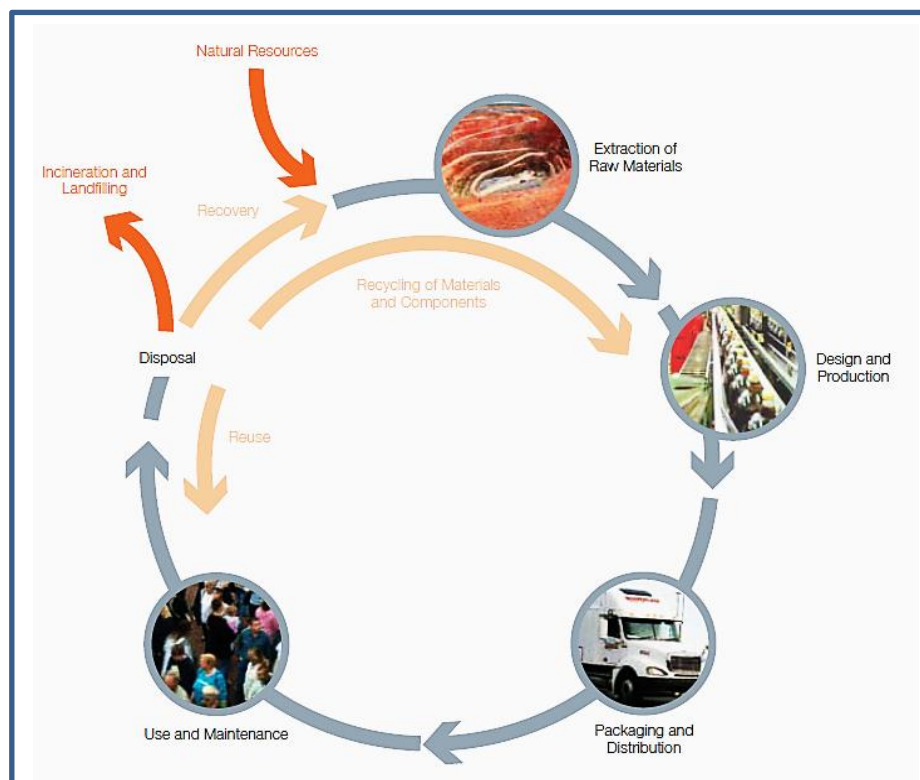 Natural Resources
Extraction of
Raw Materials
Incineration and
Landfilling
Recovery
Recycling of Materials
and Components
Disposal
Design and
Production
Reuse
Use and Maintenance
Packaging and
Distribution